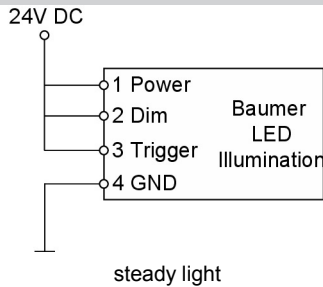 24V DC
1 Power
2 Dim
3 Trigger
4 GND
Baumer
LED
Illumination
steady light